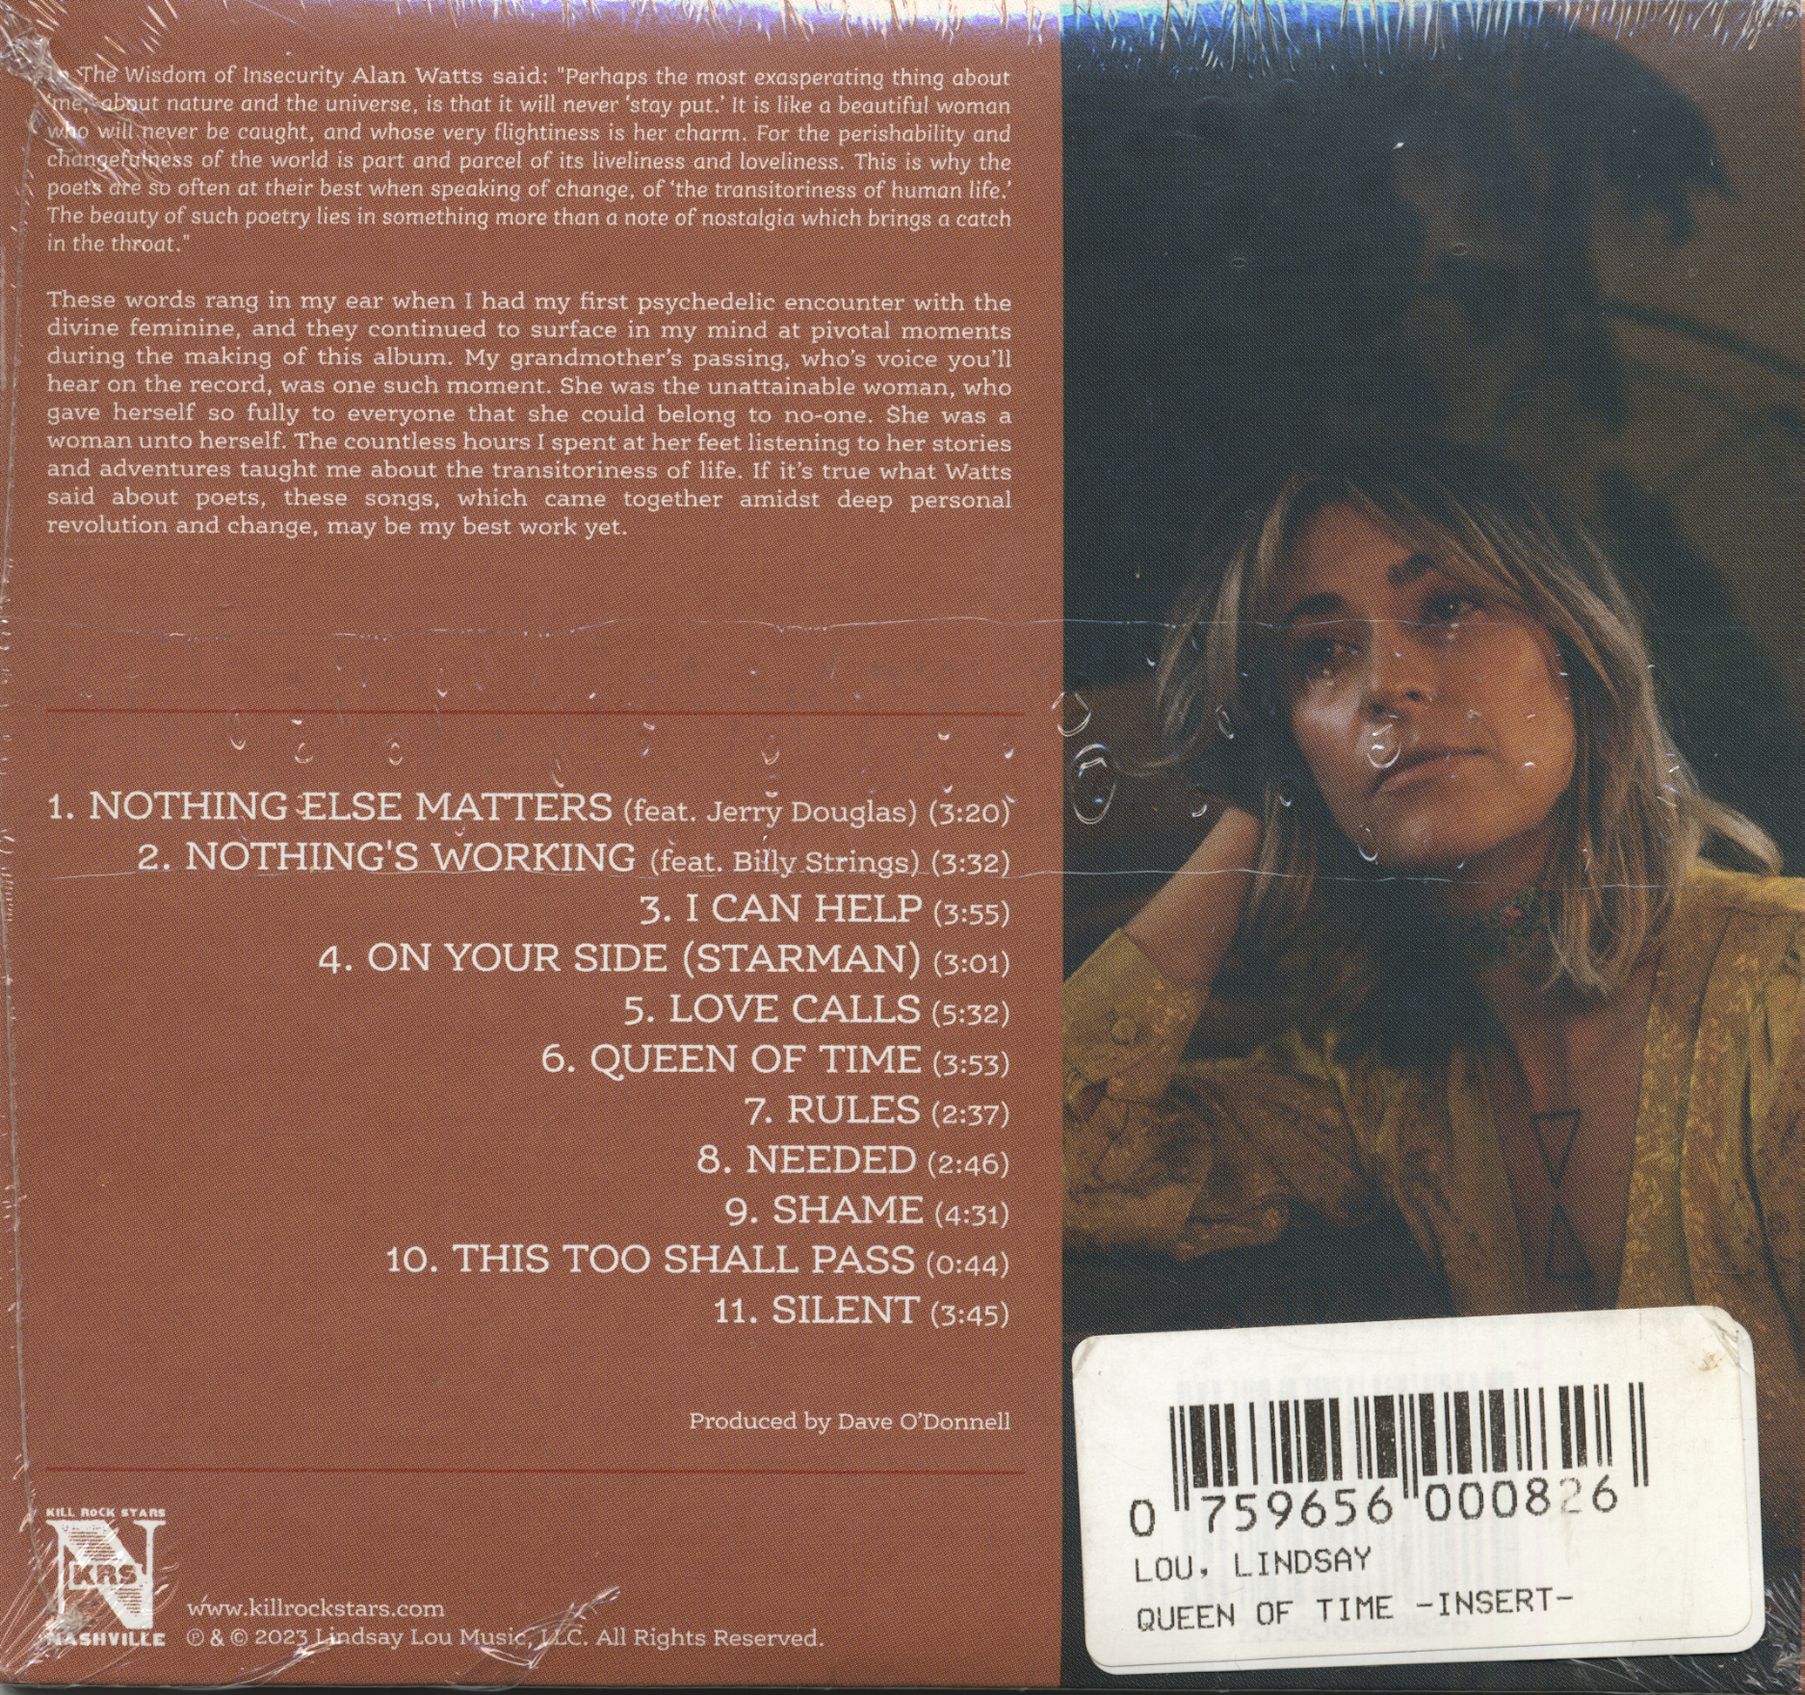 In The Wisdom of Insecurity Alan Watts said: "Perhaps the most exasperating thing about
'me,' about nature and the universe, is that it will never 'stay put.' It is like a beautiful woman
who will never be caught, and whose very flightiness is her charm. For the perishability and
changefulness of the world is part and parcel of its liveliness and loveliness. This is why the
poets are so often at their best when speaking of change, of 'the transitoriness of human life.'
The beauty of such poetry lies in something more than a note of nostalgia which brings a catch
in the throat."
These words rang in my ear when I had my first psychedelic encounter with the
divine feminine, and they continued to surface in my mind at pivotal moments
during the making of this album. My grandmother's passing, who's voice you'll
hear on the record, was one such moment. She was the unattainable woman, who
gave herself so fully to everyone that she could belong to no-one. She was a
woman unto herself. The countless hours I spent at her feet listening to her stories
and adventures taught me about the transitoriness of life. If it's true what Watts
said about poets, these songs, which came together amidst deep personal
revolution and change, may be my best work yet.
1. NOTHING ELSE MATTERS (feat. Jerry Douglas) (3:20)
2. NOTHING'S WORKING (feat. Billy Strings) (3:32)
3. I CAN HELP (3:55)
4. ON YOUR SIDE (STARMAN) (3:01)
5. LOVE CALLS (5:32)
6. QUEEN OF TIME (3:53)
7. RULES (2:37)
8. NEEDED (2:46)
9. SHAME (4:31)
10. THIS TOO SHALL PASS (0:44)
11. SILENT (3:45)
Produced by Dave O'Donnell
KILL ROCK STARS
N
KRS
NASHVILLE
www.killrockstars.com
℗ & © 2023 Lindsay Lou Music, LLC. All Rights Reserved.
0 759656 000826
LOU, LINDSAY
QUEEN OF TIME -INSERT-